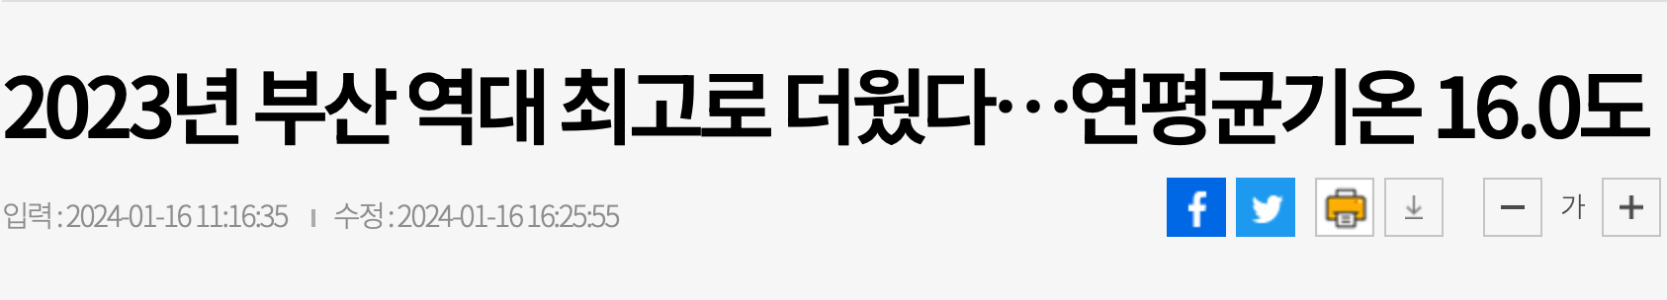 2023년 부산 역대 최고로 더웠다…연평균기온 16.0도
입력 : 2024-01-16 11:16:35 | 수정 : 2024-01-16 16:25:55 f - 가 +